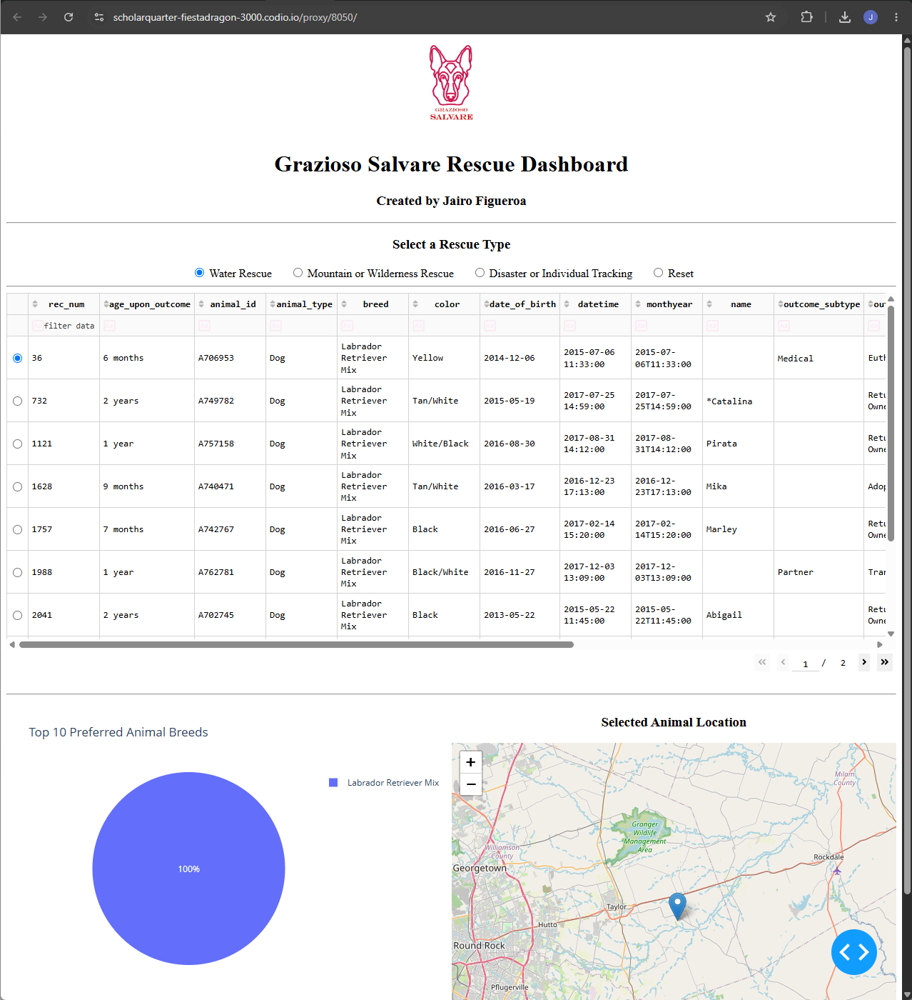 scholarquarter-fiestadragon-3000.codio.io/proxy/8050/
J
GRAZIOSO
SALVARE
Grazioso Salvare Rescue Dashboard
Created by Jairo Figueroa
Select a Rescue Type
Water Rescue Mountain or Wilderness Rescue Disaster or Individual Tracking Reset
rec_num age_upon_outcome animal_id animal_type breed color date_of_birth datetime monthyear name outcome_subtype out
filter data
36 6 months A706953 Dog Labrador Retriever Mix Yellow 2014-12-06 2015-07-06 11:33:00 2015-07-06T11:33:00 Medical Euth
732 2 years A749782 Dog Labrador Retriever Mix Tan/White 2015-05-19 2017-07-25 14:59:00 2017-07-25T14:59:00 *Catalina Retu Owne
1121 1 year A757158 Dog Labrador Retriever Mix White/Black 2016-08-30 2017-08-31 14:12:00 2017-08-31T14:12:00 Pirata Retu Owne
1628 9 months A740471 Dog Labrador Retriever Mix Tan/White 2016-03-17 2016-12-23 17:13:00 2016-12-23T17:13:00 Mika Adop
1757 7 months A742767 Dog Labrador Retriever Mix Black 2016-06-27 2017-02-14 15:20:00 2017-02-14T15:20:00 Marley Retu Owne
1988 1 year A762781 Dog Labrador Retriever Mix Black/White 2016-11-27 2017-12-03 13:09:00 2017-12-03T13:09:00 Partner Tran
2041 2 years A702745 Dog Labrador Retriever Mix Black 2013-05-22 2015-05-22 11:45:00 2015-05-22T11:45:00 Abigail Retu Owne
1 / 2
Top 10 Preferred Animal Breeds
Labrador Retriever Mix
100%
Selected Animal Location
+
−
Milam
County
Granger
Wildlife
Management
Area
Williamson
County
Rockdale
Georgetown
Taylor
Hutto
Round Rock
Pflugerville